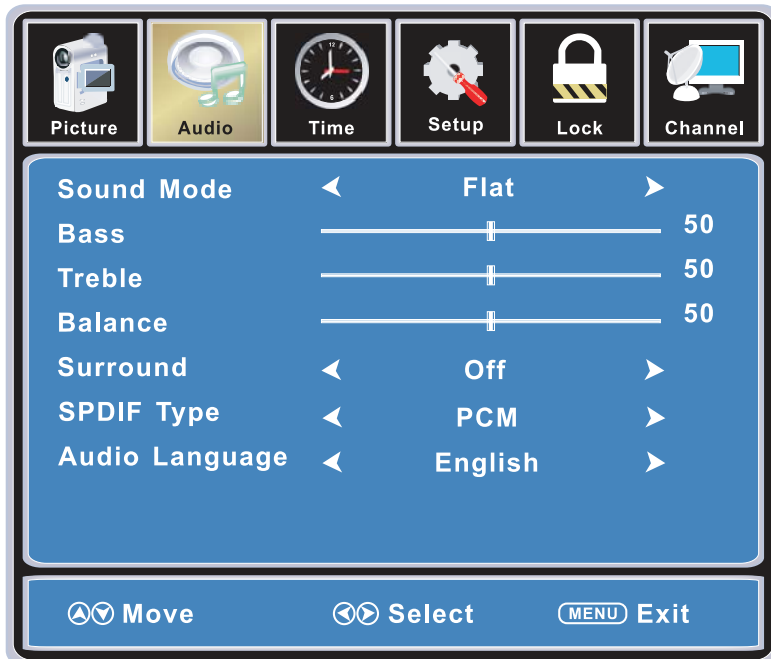 Picture Audio Time Setup Lock Channel
Sound Mode Flat
Bass 50
Treble 50
Balance 50
Surround Off
SPDIF Type PCM
Audio Language English
Move Select MENU Exit